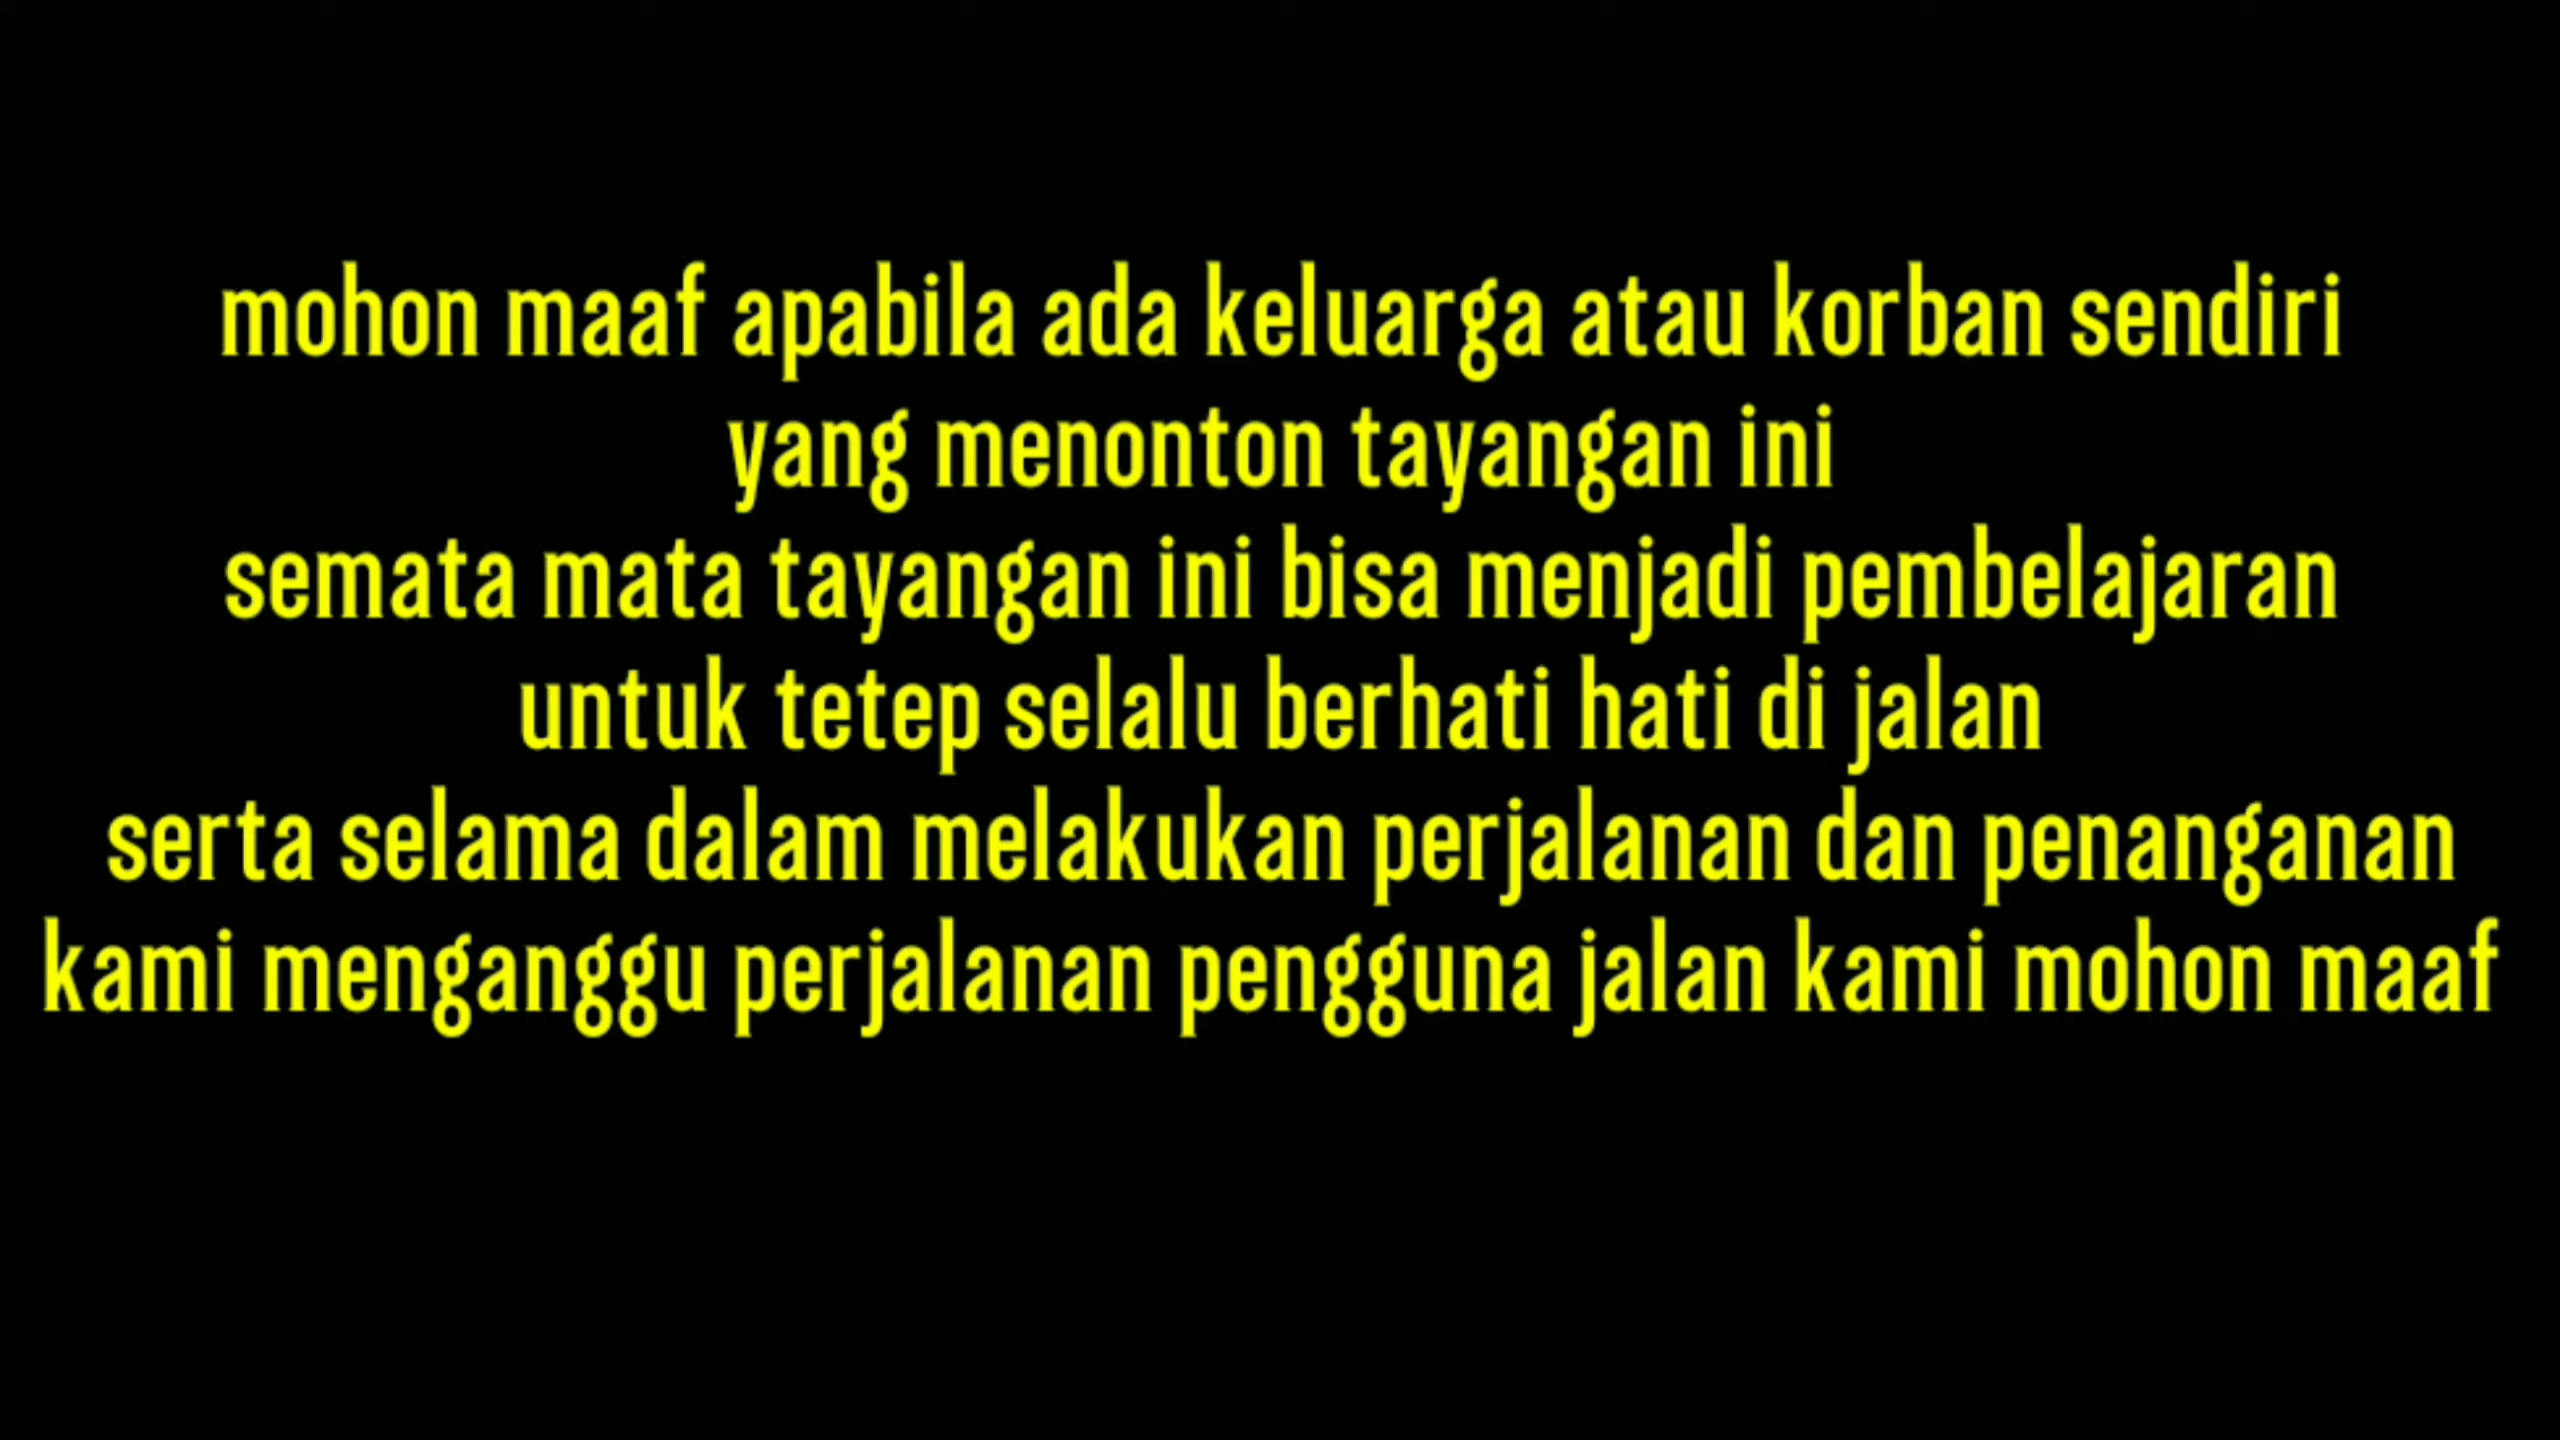 mohon maaf apabila ada keluarga atau korban sendiri
yang menonton tayangan ini
semata mata tayangan ini bisa menjadi pembelajaran
untuk tetep selalu berhati hati di jalan
serta selama dalam melakukan perjalanan dan penanganan
kami menganggu perjalanan pengguna jalan kami mohon maaf